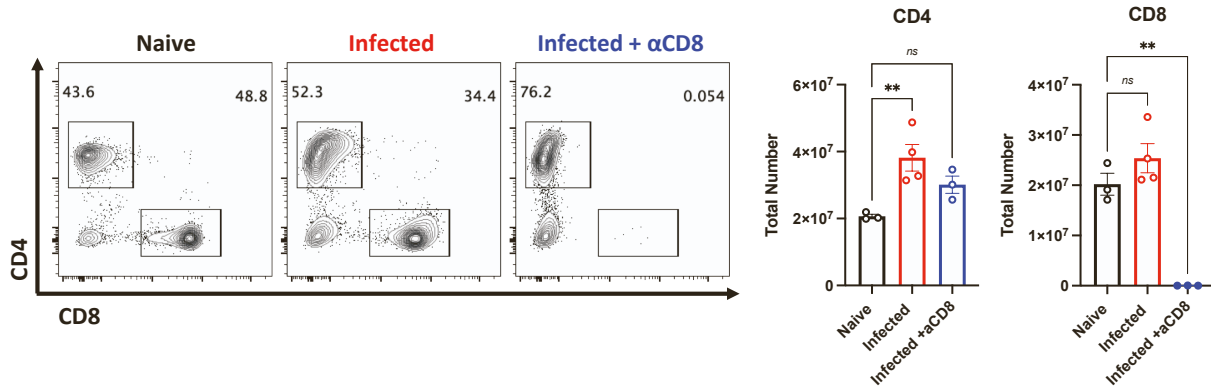 Naive
Infected
Infected + αCD8
43.6
48.8
52.3
34.4
76.2
0.054
CD4
CD8
CD4
ns
**
6×10⁷
4×10⁷
2×10⁷
0
Total Number
Naive
Infected
Infected +aCD8
CD8
**
ns
4×10⁷
3×10⁷
2×10⁷
1×10⁷
0
Total Number
Naive
Infected
Infected +aCD8